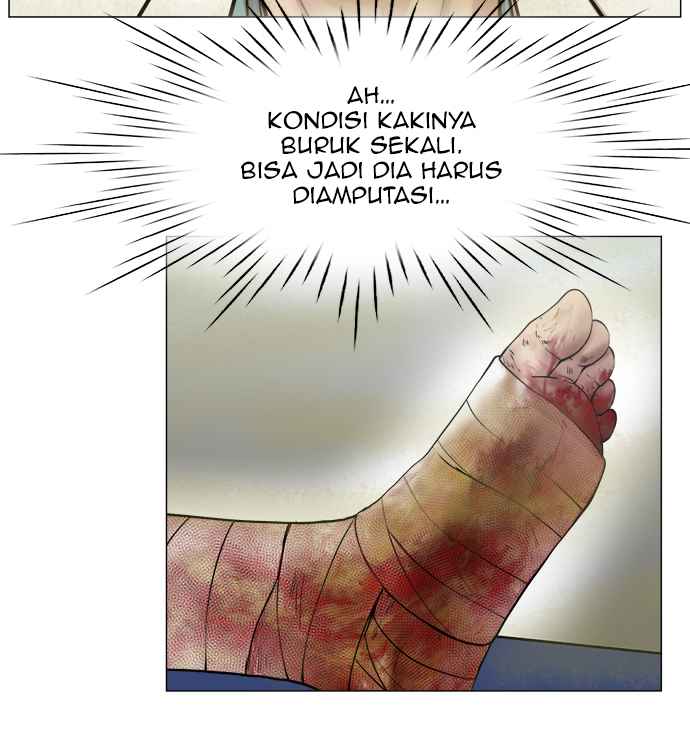 AH...
KONDISI KAKINYA
BURUK SEKALI.
BISA JADI DIA HARUS
DIAMPUTASI...